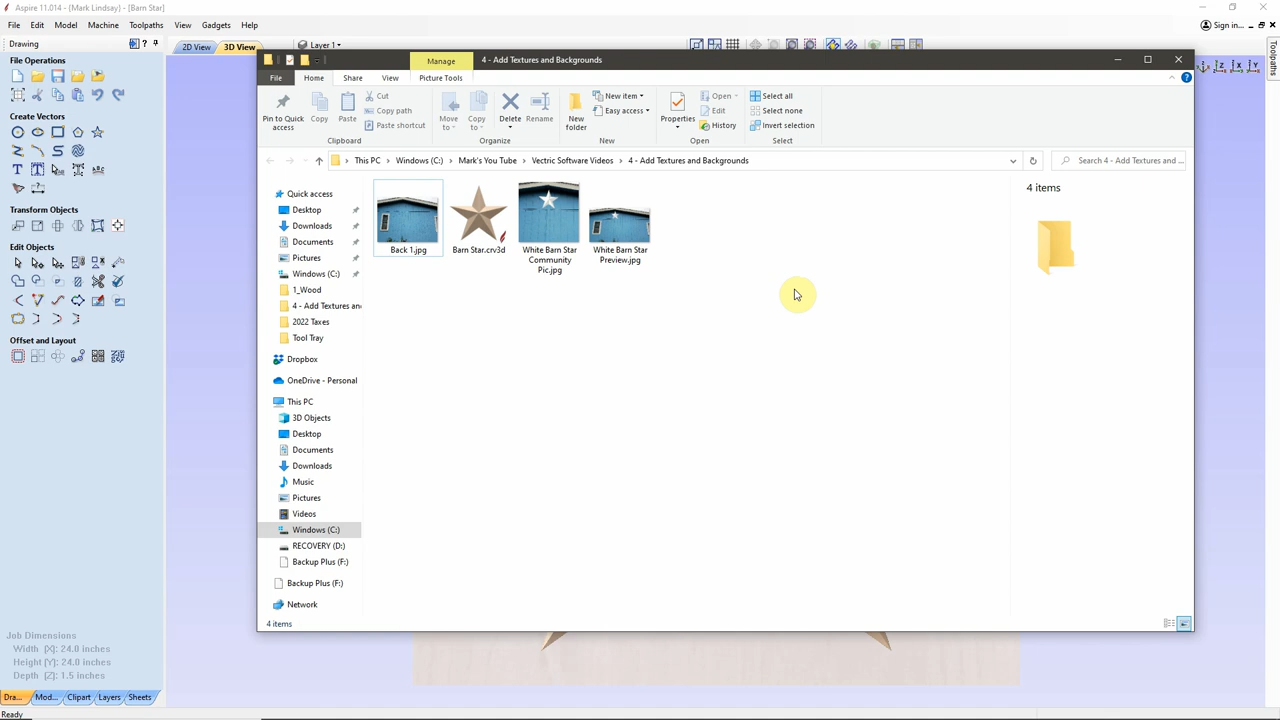 Aspire 11.014 - (Mark Lindsay) - [Barn Star]
File Edit Model Machine Toolpaths View Gadgets Help
Sign in...
Drawing
2D View 3D View Layer 1
Toolpaths
File Operations
Create Vectors
Transform Objects
Edit Objects
Offset and Layout
Job Dimensions
Width (X): 24.0 inches
Height (Y): 24.0 inches
Depth (Z): 1.5 inches
Dra... Mod... Clipart Layers Sheets
Ready
Manage 4 - Add Textures and Backgrounds
File Home Share View Picture Tools
Pin to Quick access
Copy
Paste
Cut
Copy path
Paste shortcut
Clipboard
Move to
Copy to
Delete
Rename
Organize
New folder
New item
Easy access
New
Properties
Open
Edit
History
Open
Select all
Select none
Invert selection
Select
This PC Windows (C:) Mark's You Tube Vectric Software Videos 4 - Add Textures and Backgrounds
Search 4 - Add Textures and ...
Quick access
Desktop
Downloads
Documents
Pictures
Windows (C:)
1_Wood
4 - Add Textures an
2022 Taxes
Tool Tray
Dropbox
OneDrive - Personal
This PC
3D Objects
Desktop
Documents
Downloads
Music
Pictures
Videos
Windows (C:)
RECOVERY (D:)
Backup Plus (F:)
Backup Plus (F:)
Network
Back 1.jpg
Barn Star.crv3d
White Barn Star
Community
Pic.jpg
White Barn Star
Preview.jpg
4 items
4 items